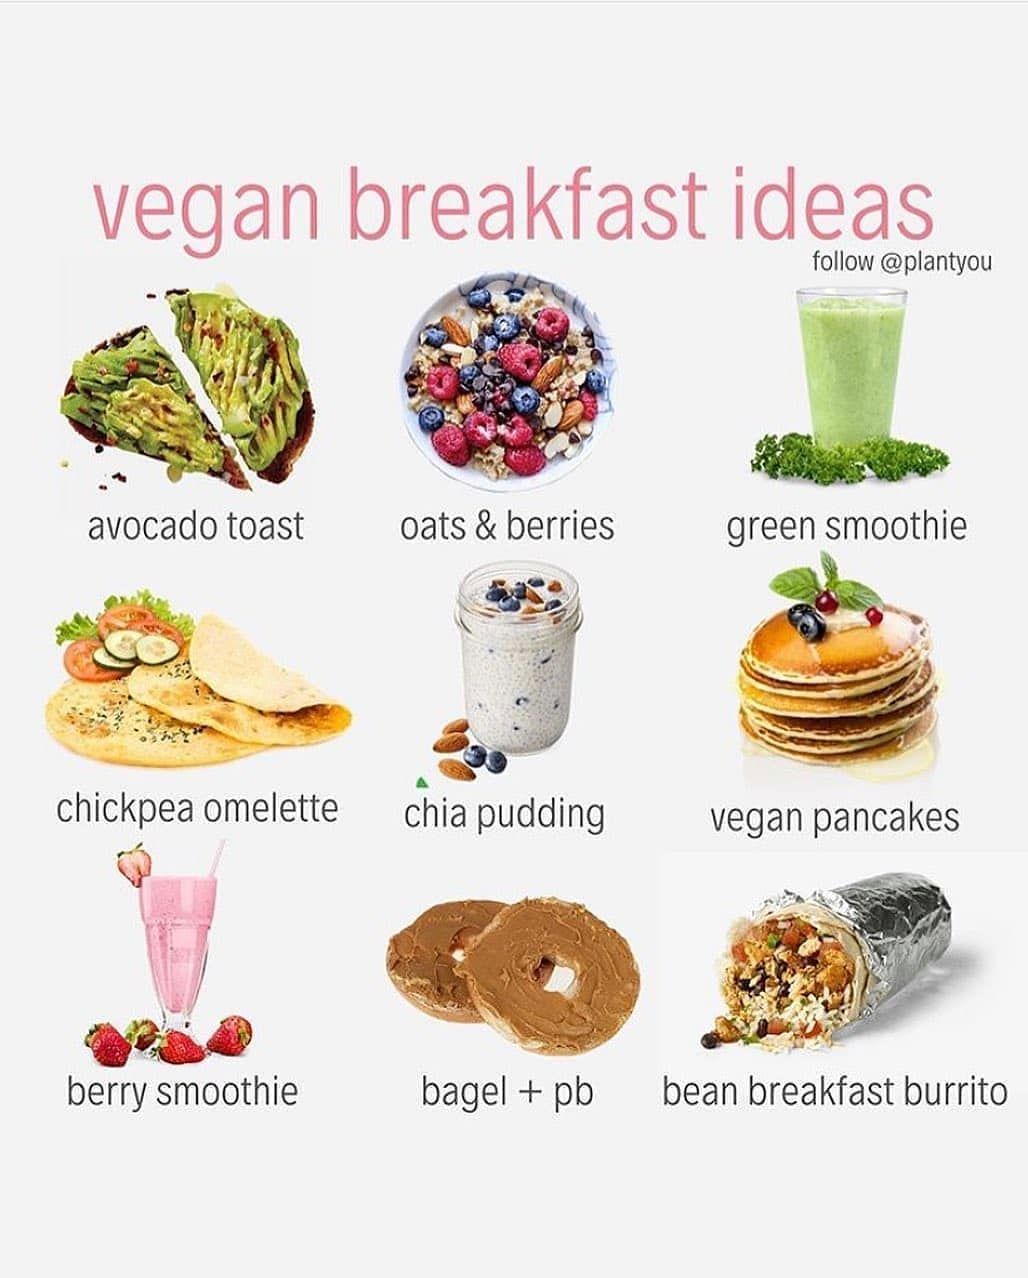 vegan breakfast ideas
follow @plantyou
avocado toast
oats & berries
green smoothie
chickpea omelette
chia pudding
vegan pancakes
berry smoothie
bagel + pb
bean breakfast burrito